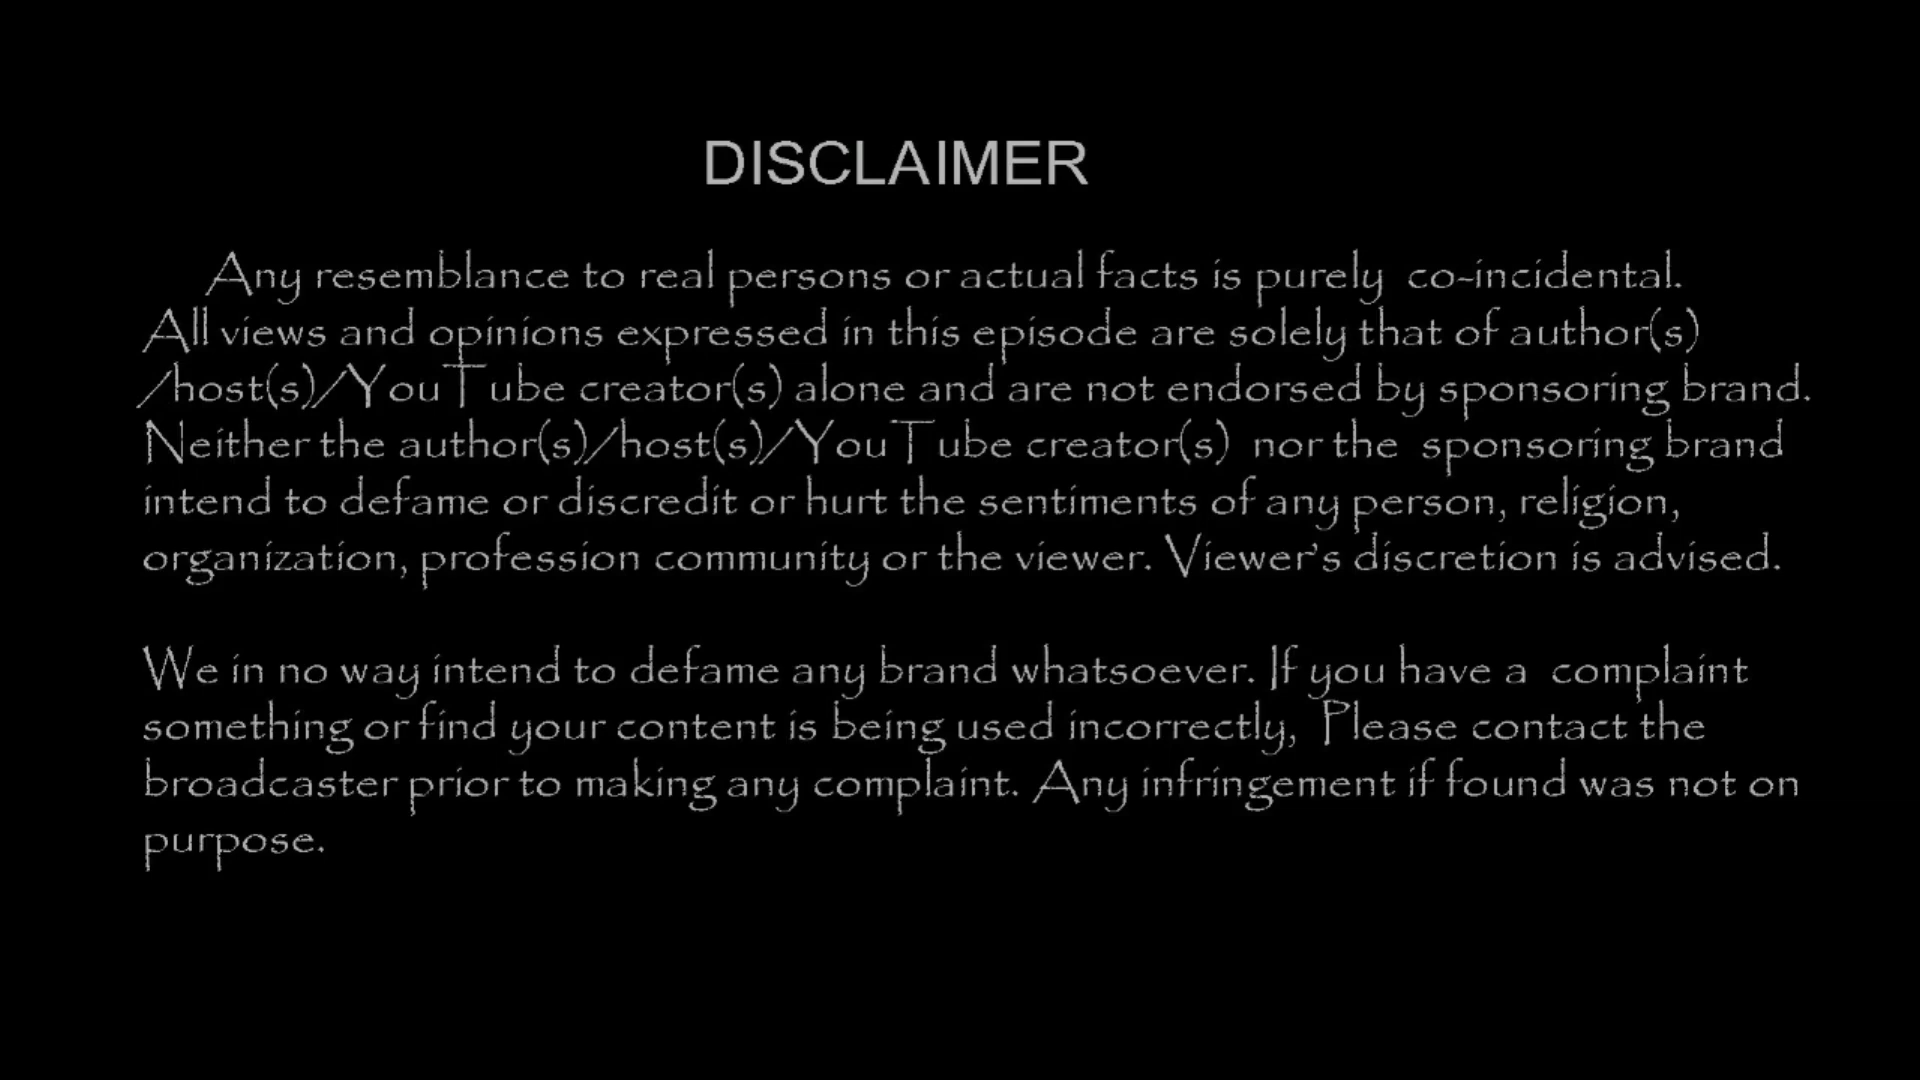 DISCLAIMER
Any resemblance to real persons or actual facts is purely co-incidental.
All views and opinions expressed in this episode are solely that of author(s)
/host(s)/YouTube creator(s) alone and are not endorsed by sponsoring brand.
Neither the author(s)/host(s)/YouTube creator(s) nor the sponsoring brand
intend to defame or discredit or hurt the sentiments of any person, religion,
organization, profession community or the viewer. Viewer's discretion is advised.
We in no way intend to defame any brand whatsoever. If you have a complaint
something or find your content is being used incorrectly, Please contact the
broadcaster prior to making any complaint. Any infringement if found was not on
purpose.